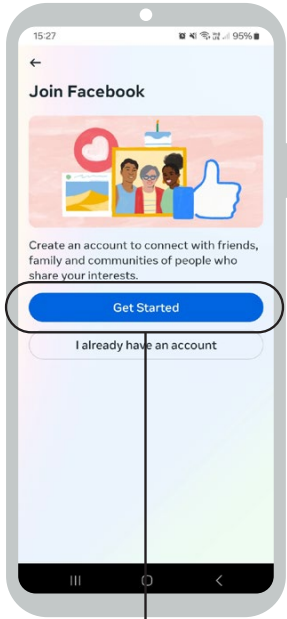 15:27 95%
Join Facebook
Create an account to connect with friends,
family and communities of people who
share your interests.
Get Started
I already have an account